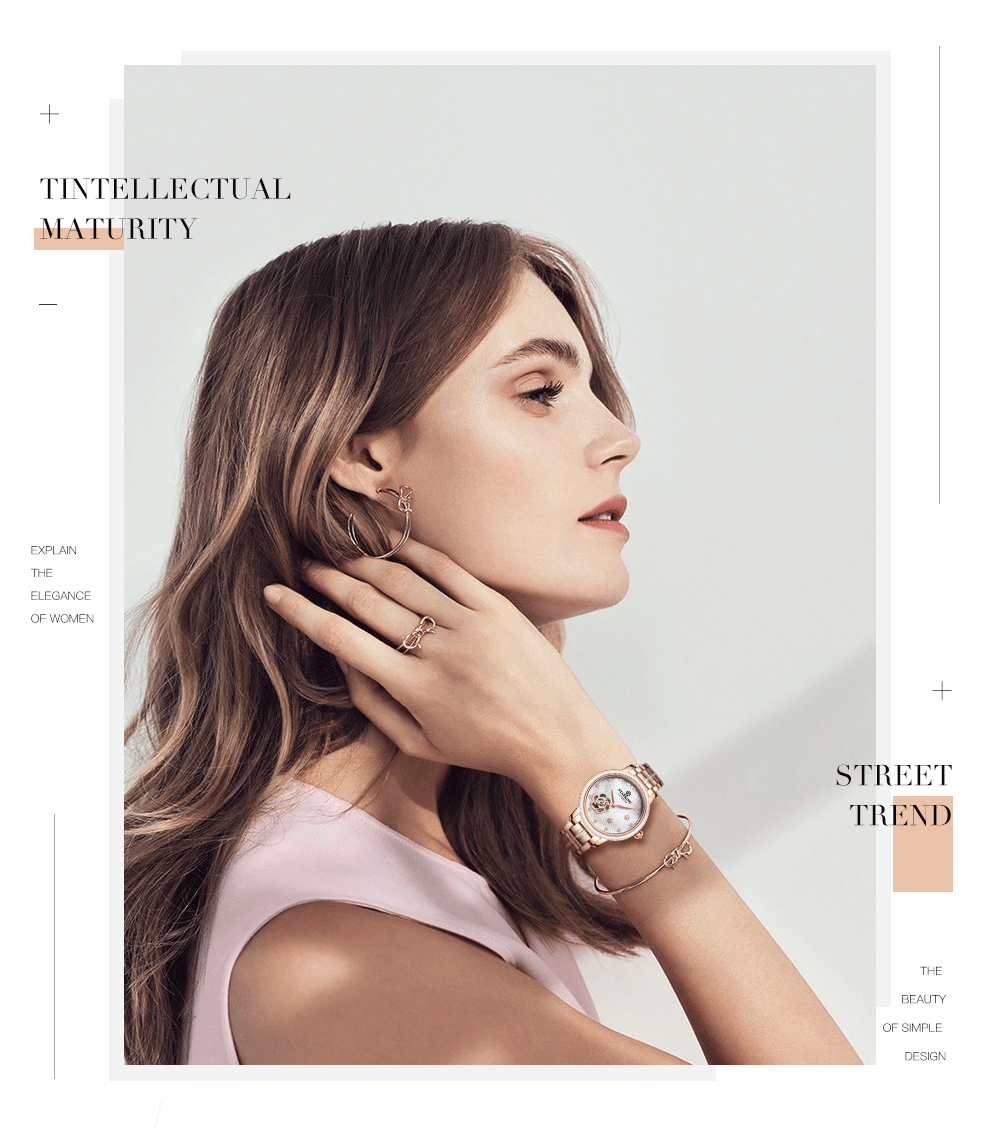 TINTELLECTUAL
MATURITY
EXPLAIN
THE
ELEGANCE
OF WOMEN
STREET
TREND
THE
BEAUTY
OF SIMPLE
DESIGN